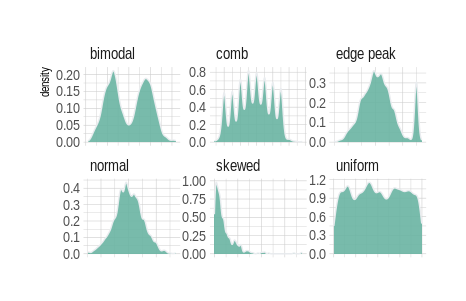 bimodal comb edge peak
density
0.20 0.15 0.10 0.05 0.00
0.8 0.6 0.4 0.2 0.0
0.3 0.2 0.1 0.0
normal skewed uniform
0.4 0.3 0.2 0.1 0.0
1.00 0.75 0.50 0.25 0.00
1.2 0.9 0.6 0.3 0.0